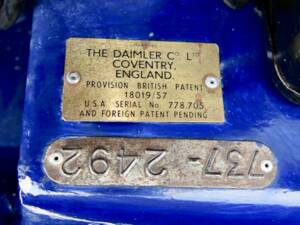 THE DAIMLER Co LTD
COVENTRY,
ENGLAND.
PROVISION BRITISH PATENT
18019/57
U.S.A SERIAL No 778.705
AND FOREIGN PATENT PENDING
737-2492